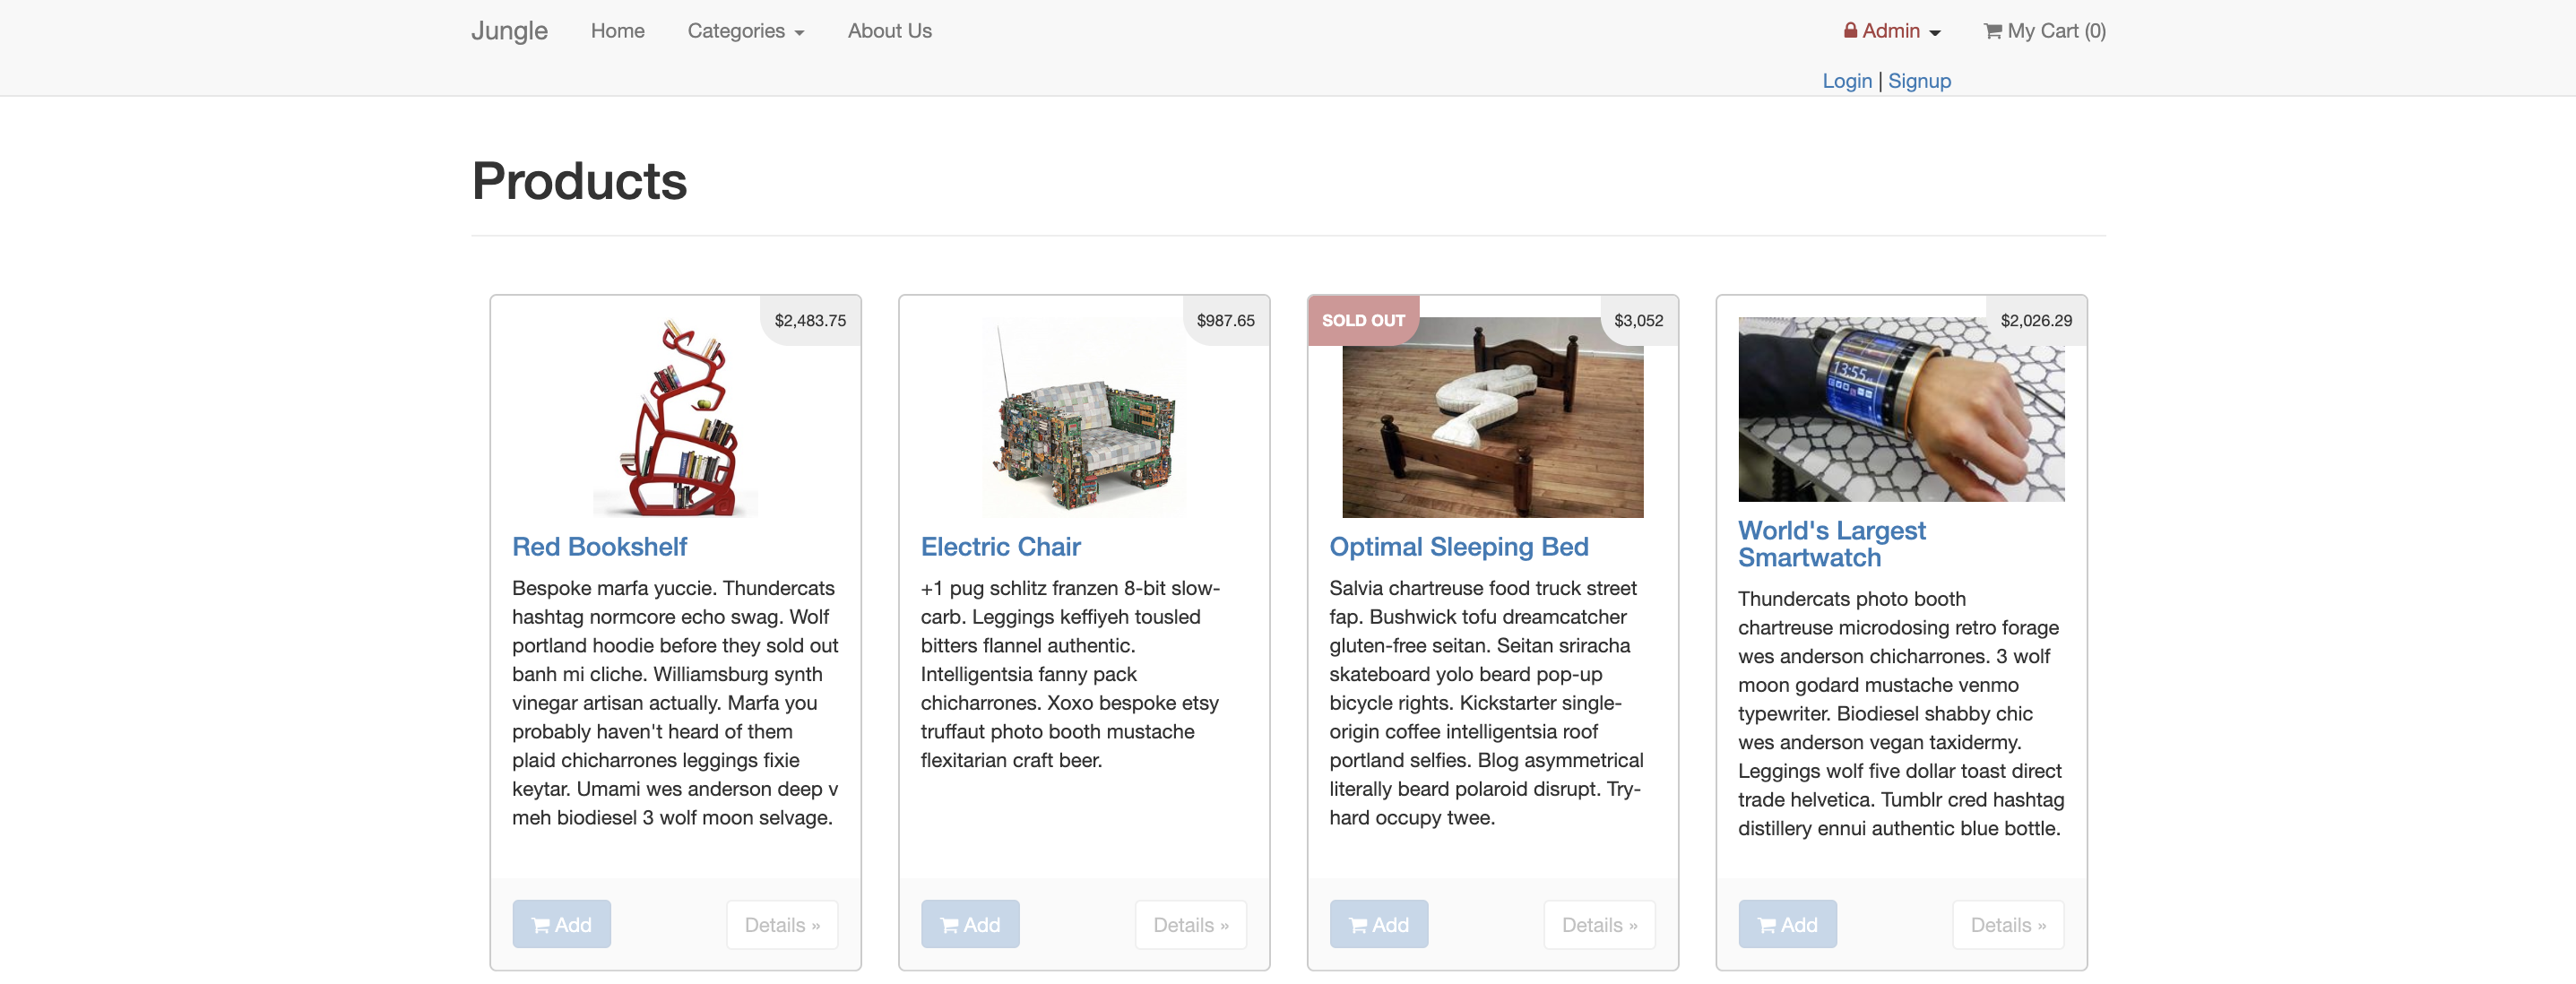 Jungle Home Categories About Us Admin My Cart (0)
Login | Signup
Products
$2,483.75
Red Bookshelf
Bespoke marfa yuccie. Thundercats
hashtag normcore echo swag. Wolf
portland hoodie before they sold out
banh mi cliche. Williamsburg synth
vinegar artisan actually. Marfa you
probably haven't heard of them
plaid chicharrones leggings fixie
keytar. Umami wes anderson deep v
meh biodiesel 3 wolf moon selvage.
Add Details »
$987.65
Electric Chair
+1 pug schlitz franzen 8-bit slow-
carb. Leggings keffiyeh tousled
bitters flannel authentic.
Intelligentsia fanny pack
chicharrones. Xoxo bespoke etsy
truffaut photo booth mustache
flexitarian craft beer.
Add Details »
SOLD OUT $3,052
Optimal Sleeping Bed
Salvia chartreuse food truck street
fap. Bushwick tofu dreamcatcher
gluten-free seitan. Seitan sriracha
skateboard yolo beard pop-up
bicycle rights. Kickstarter single-
origin coffee intelligentsia roof
portland selfies. Blog asymmetrical
literally beard polaroid disrupt. Try-
hard occupy twee.
Add Details »
$2,026.29
13:55
World's Largest
Smartwatch
Thundercats photo booth
chartreuse microdosing retro forage
wes anderson chicharrones. 3 wolf
moon godard mustache venmo
typewriter. Biodiesel shabby chic
wes anderson vegan taxidermy.
Leggings wolf five dollar toast direct
trade helvetica. Tumblr cred hashtag
distillery ennui authentic blue bottle.
Add Details »